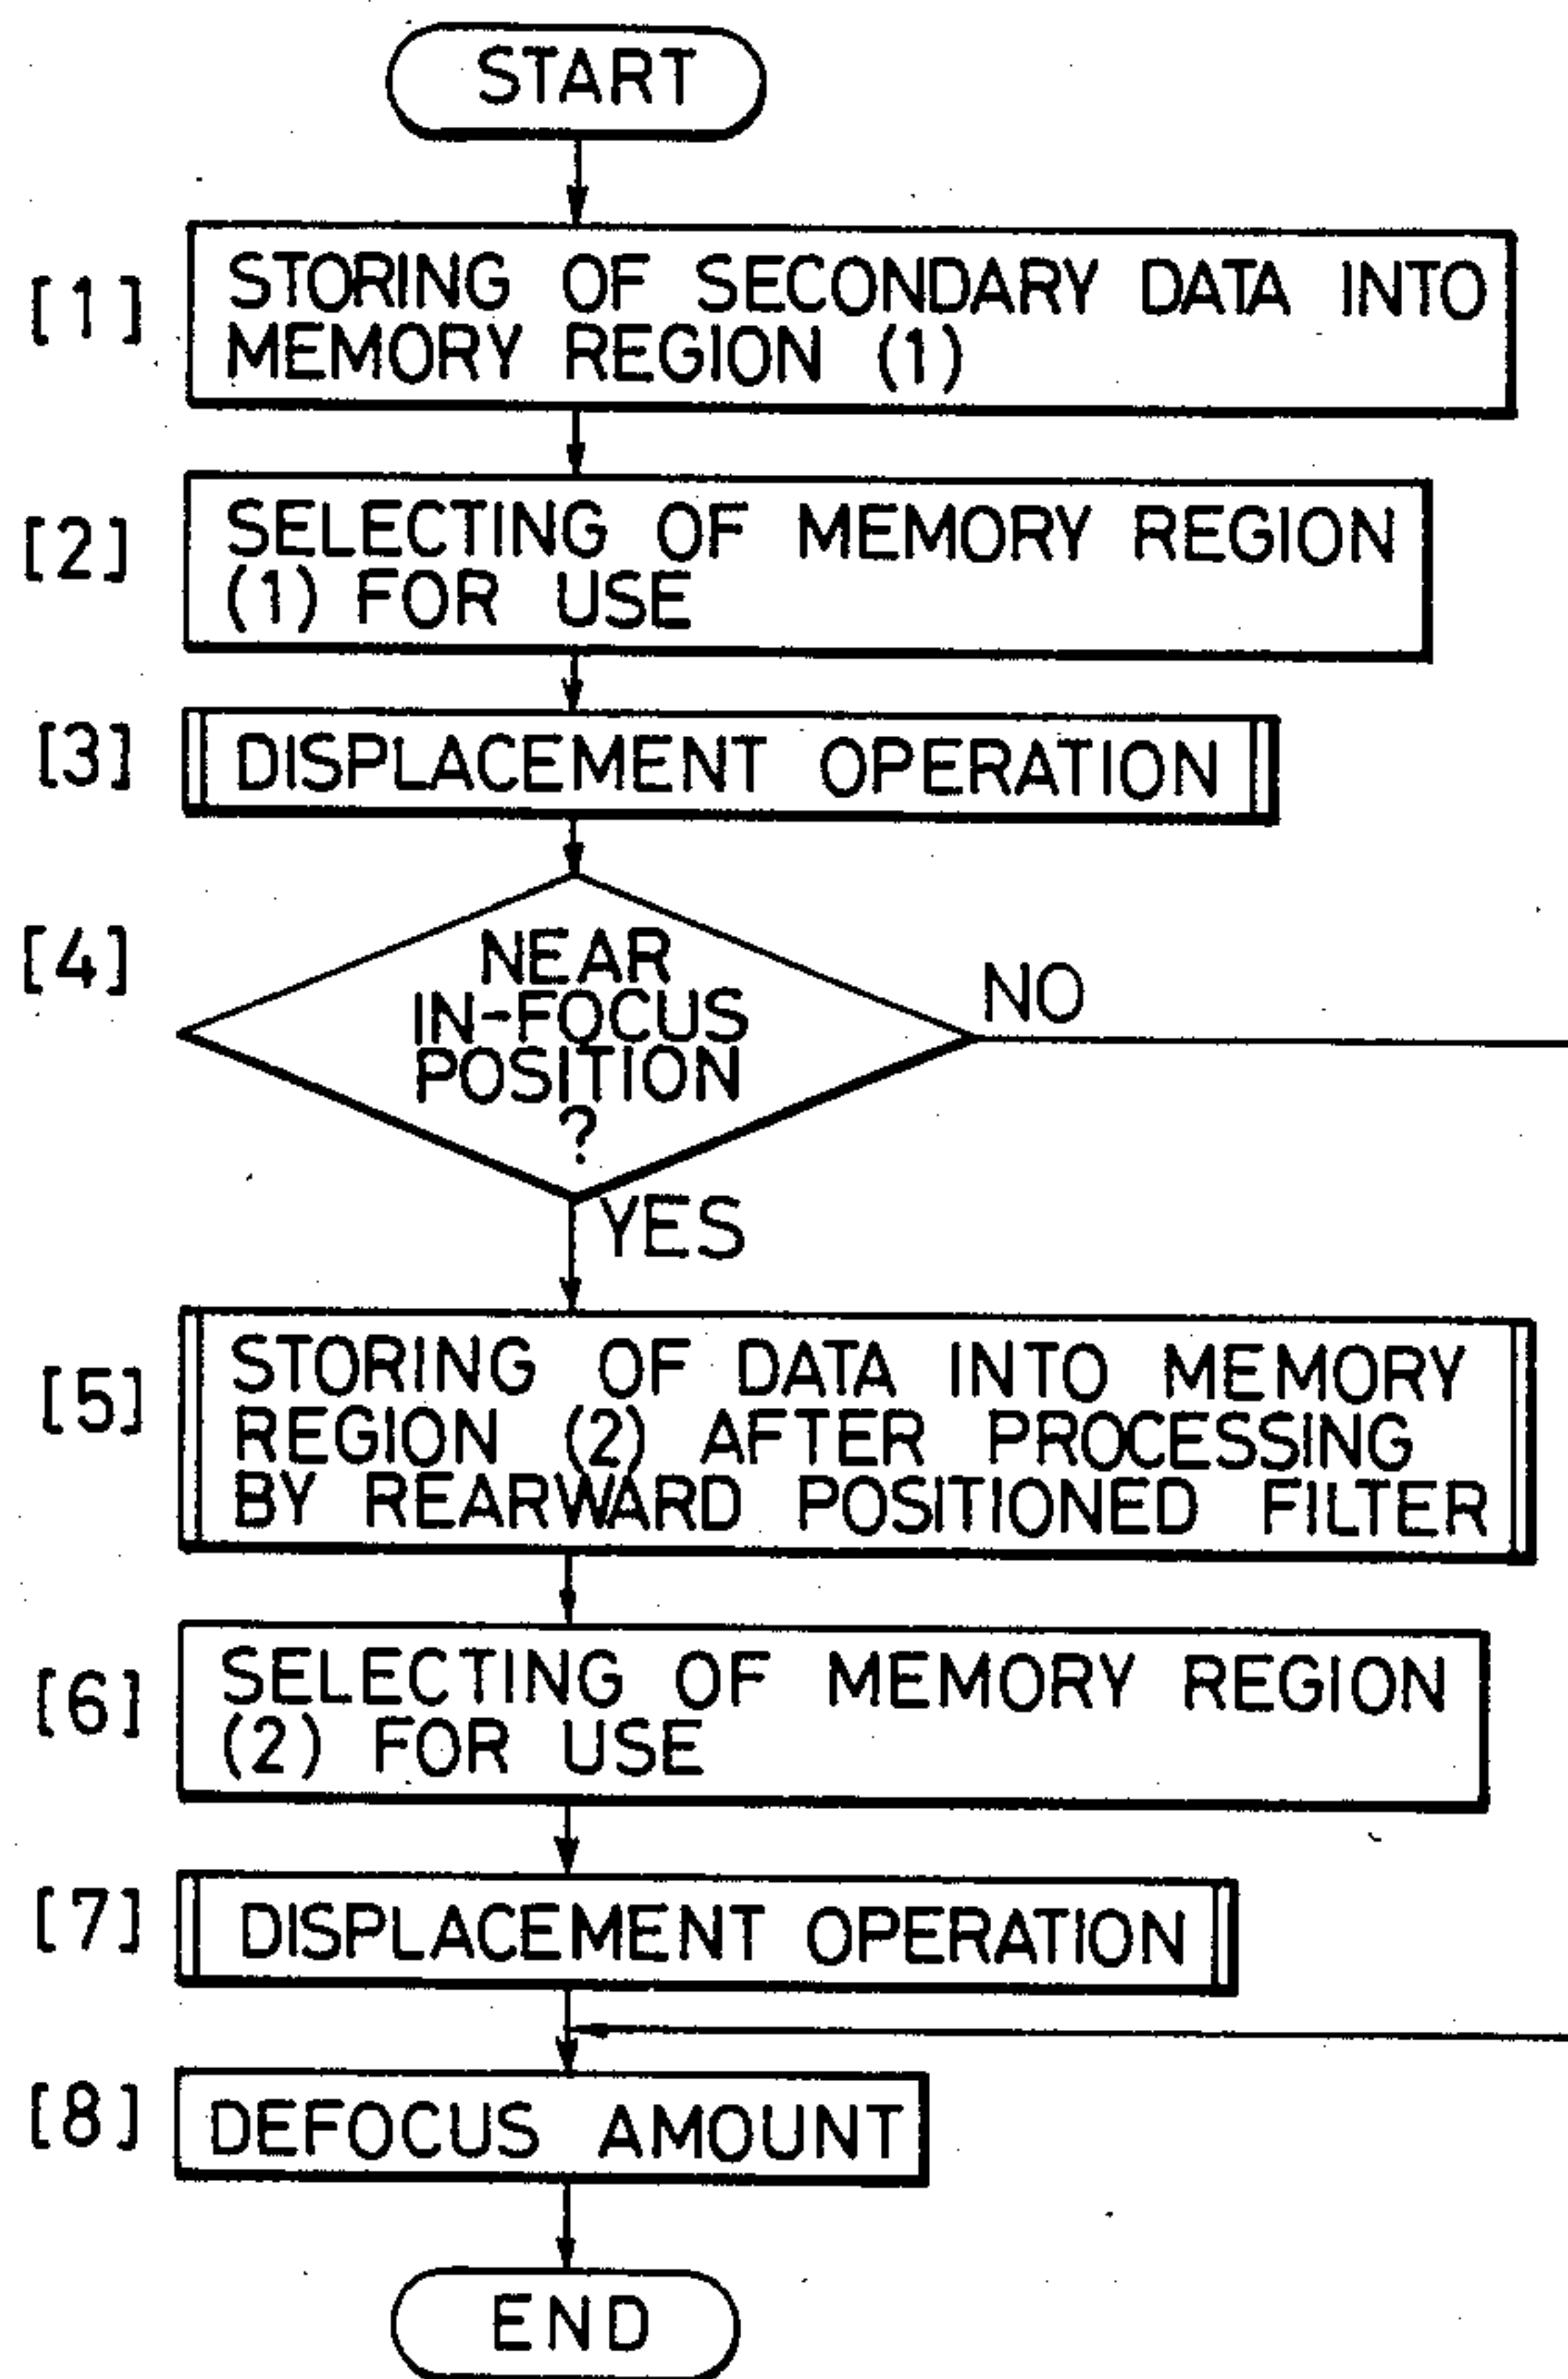 START
[1]
STORING OF SECONDARY DATA INTO
MEMORY REGION (1)
[2]
SELECTING OF MEMORY REGION
(1) FOR USE
[3]
DISPLACEMENT OPERATION
[4]
NEAR
IN-FOCUS
POSITION
?
NO
YES
[5]
STORING OF DATA INTO MEMORY
REGION (2) AFTER PROCESSING
BY REARWARD POSITIONED FILTER
[6]
SELECTING OF MEMORY REGION
(2) FOR USE
[7]
DISPLACEMENT OPERATION
[8]
DEFOCUS AMOUNT
END